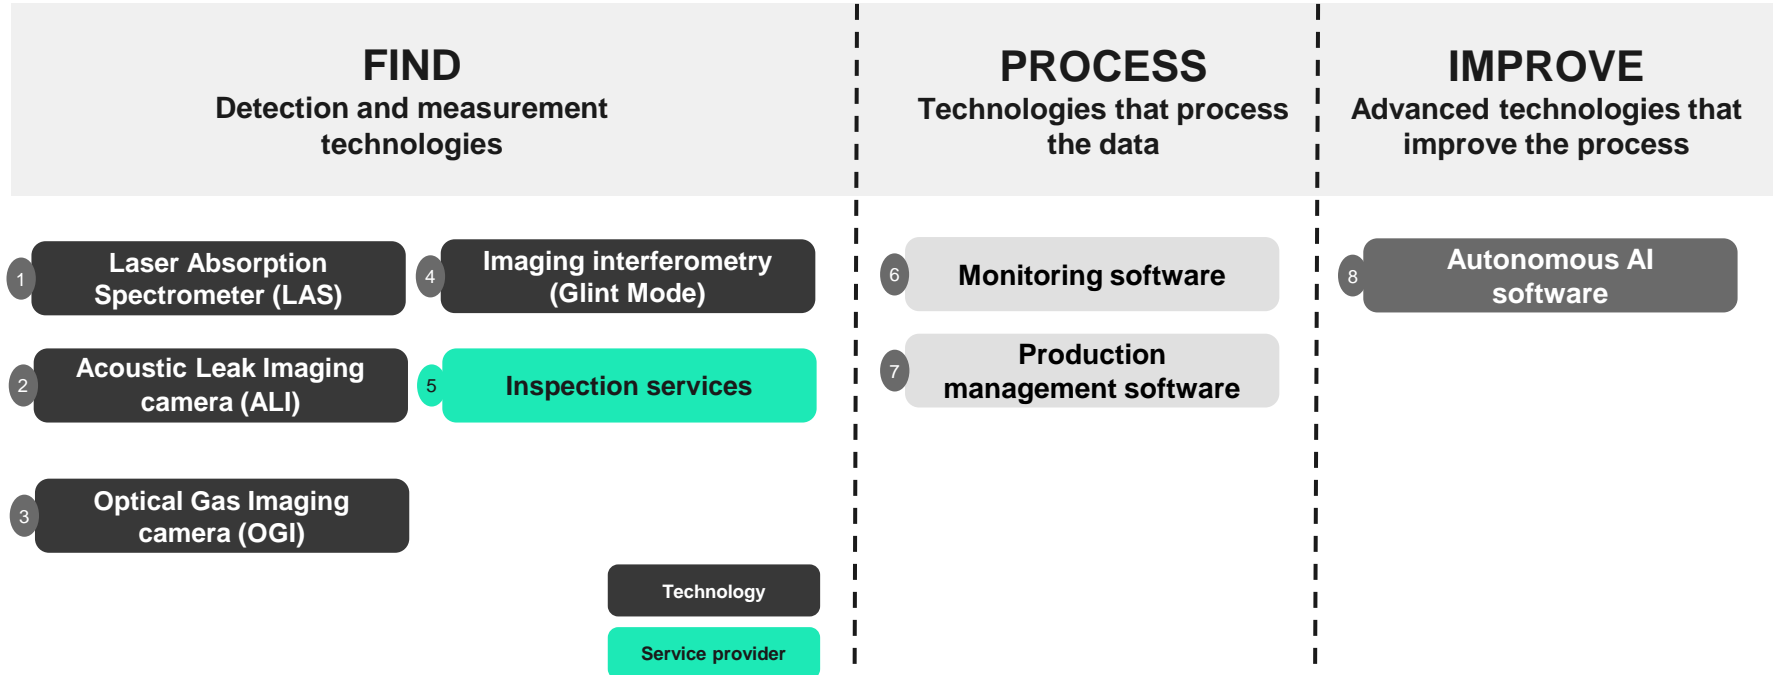 FIND
Detection and measurement
technologies
PROCESS
Technologies that process
the data
IMPROVE
Advanced technologies that
improve the process
1
Laser Absorption
Spectrometer (LAS)
2
Acoustic Leak Imaging
camera (ALI)
3
Optical Gas Imaging
camera (OGI)
4
Imaging interferometry
(Glint Mode)
5
Inspection services
Technology
Service provider
6
Monitoring software
7
Production
management software
8
Autonomous AI
software